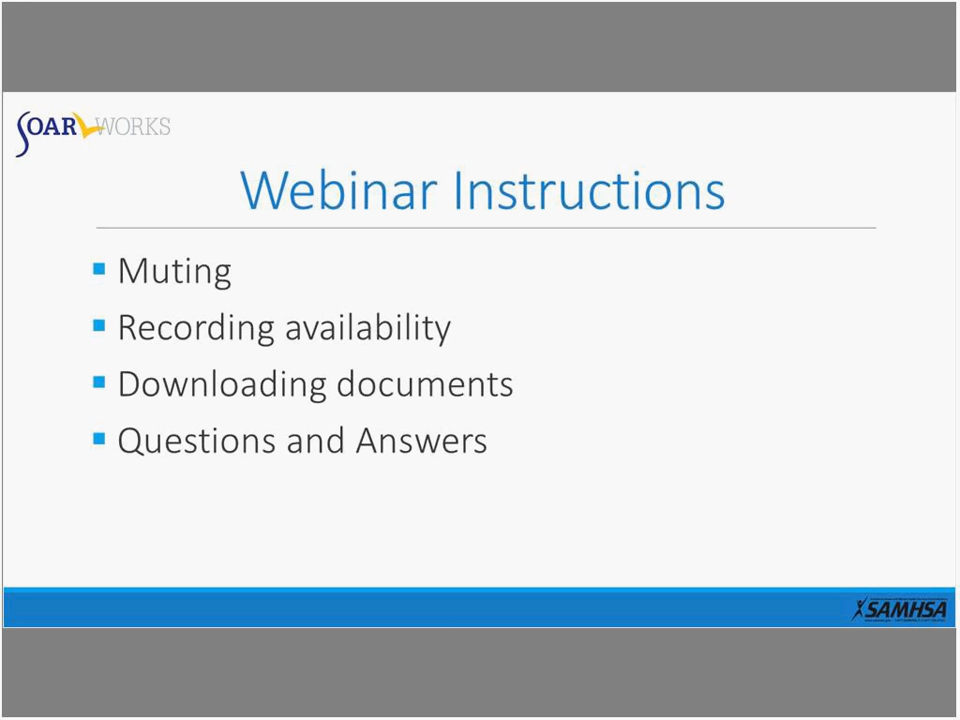 SOAR WORKS
Webinar Instructions
▪ Muting
▪ Recording availability
▪ Downloading documents
▪ Questions and Answers
SAMHSA